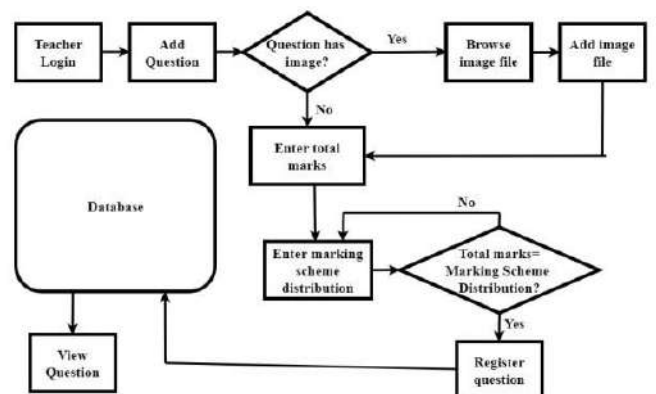 Teacher
Login
Add
Question
Question has
image?
Yes
Browse
image file
Add image
file
No
Enter total
marks
Database
No
Enter marking
scheme
distribution
Total marks=
Marking Scheme
Distribution?
Yes
View
Question
Register
question